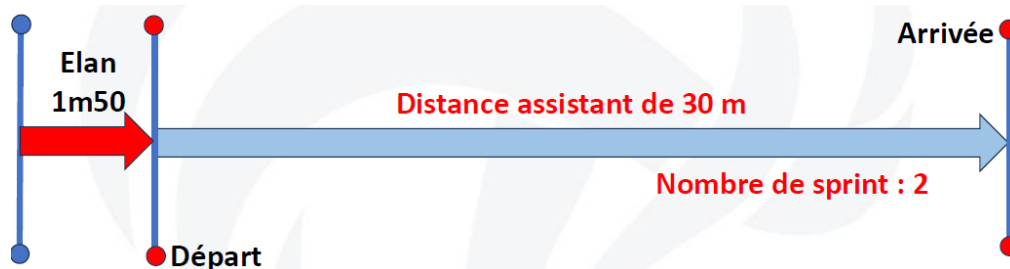 Elan
1m50
Arrivée
Distance assistant de 30 m
Nombre de sprint : 2
Départ